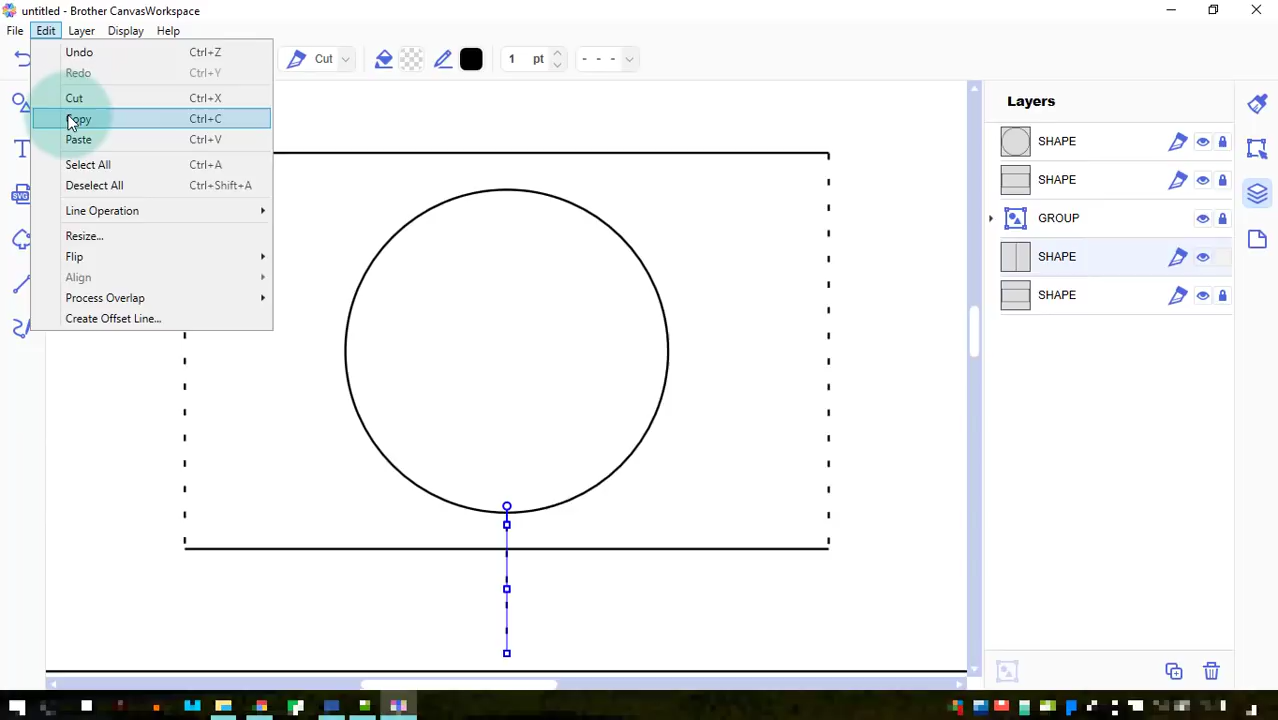 untitled - Brother CanvasWorkspace
File Edit Layer Display Help
Cut 1 pt - - -
Undo Ctrl+Z
Redo Ctrl+Y
Cut Ctrl+X
Copy Ctrl+C
Paste Ctrl+V
Select All Ctrl+A
Deselect All Ctrl+Shift+A
Line Operation
Resize...
Flip
Align
Process Overlap
Create Offset Line...
T
SVG
Layers
SHAPE
SHAPE
GROUP
SHAPE
SHAPE